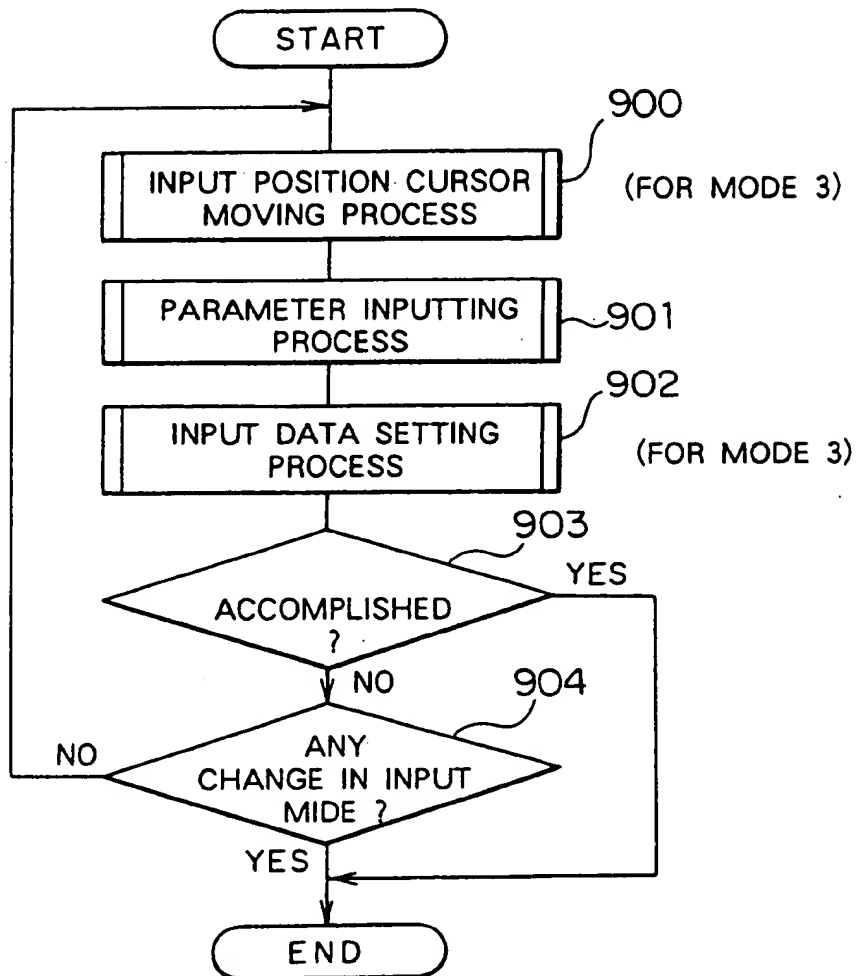 START
900
INPUT POSITION CURSOR
MOVING PROCESS
(FOR MODE 3)
PARAMETER INPUTTING
PROCESS
901
902
INPUT DATA SETTING
PROCESS
(FOR MODE 3)
903
YES
ACCOMPLISHED
?
NO
904
NO
ANY
CHANGE IN INPUT
MIDE ?
YES
END